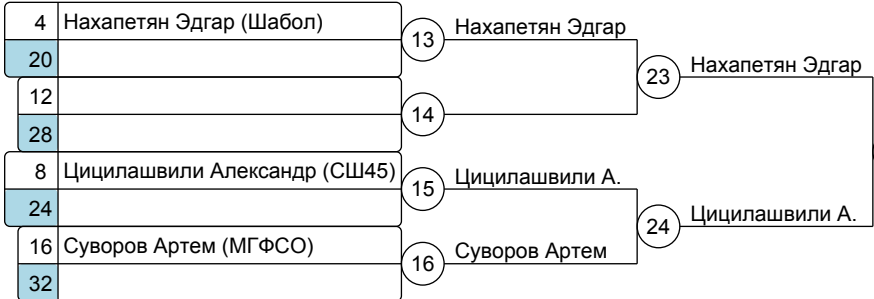 4 Нахапетян Эдгар (Шабол)
20
13 Нахапетян Эдгар
12
28
14
23 Нахапетян Эдгар
8 Цицилашвили Александр (СШ45)
24
15 Цицилашвили А.
16 Суворов Артем (МГФСО)
32
16 Суворов Артем
24 Цицилашвили А.